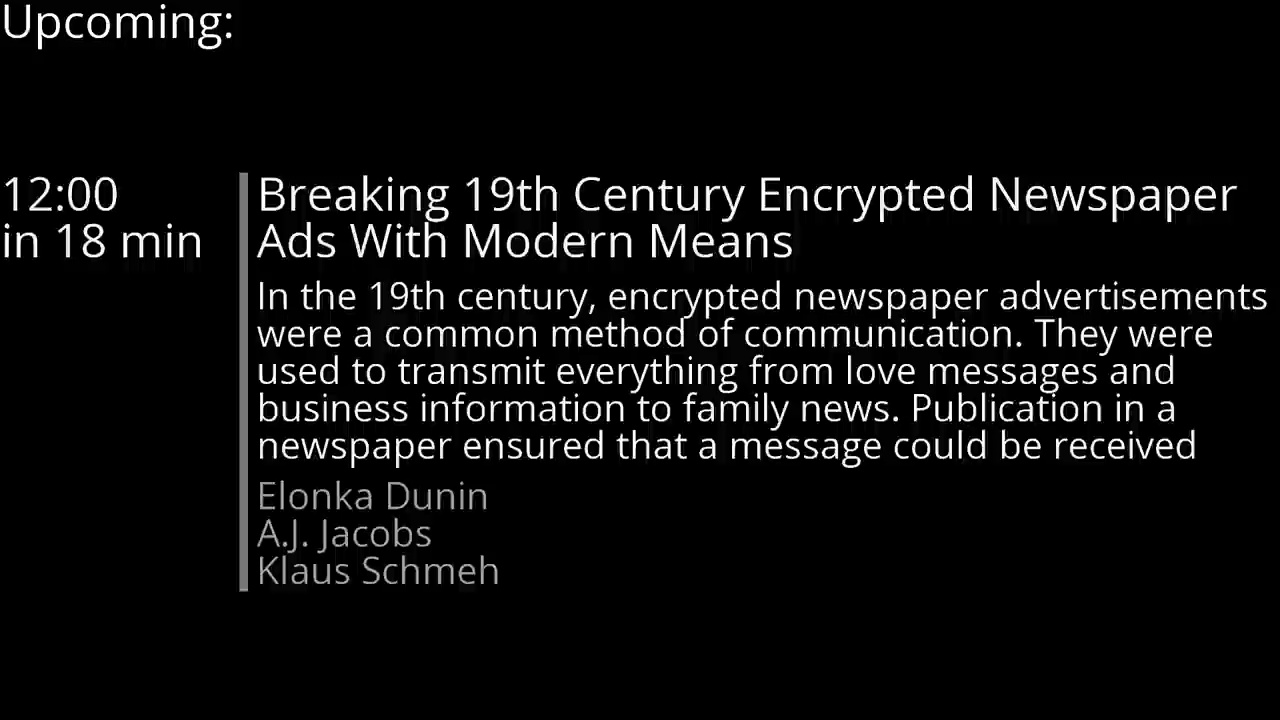 Upcoming:
12:00
in 18 min
Breaking 19th Century Encrypted Newspaper
Ads With Modern Means
In the 19th century, encrypted newspaper advertisements
were a common method of communication. They were
used to transmit everything from love messages and
business information to family news. Publication in a
newspaper ensured that a message could be received
Elonka Dunin
A.J. Jacobs
Klaus Schmeh